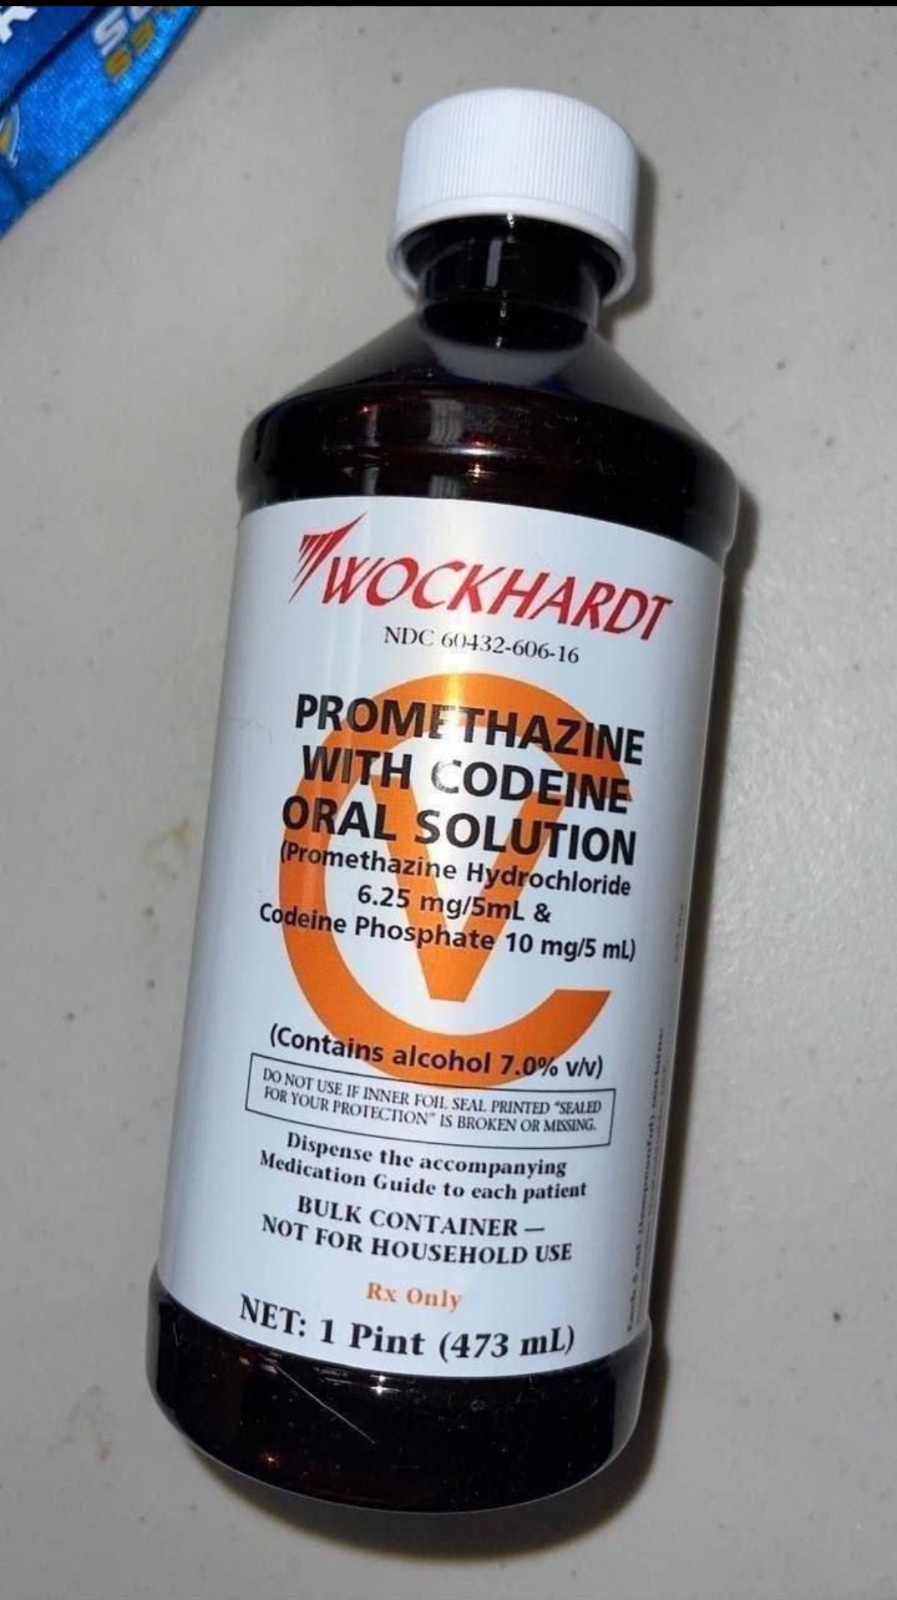 WOCKHARDT
NDC 60432-606-16
PROMETHAZINE
WITH CODEINE
ORAL SOLUTION
(Promethazine Hydrochloride
6.25 mg/5mL &
Codeine Phosphate 10 mg/5 mL)
(Contains alcohol 7.0% v/v)
DO NOT USE IF INNER FOIL SEAL PRINTED "SEALED
FOR YOUR PROTECTION" IS BROKEN OR MISSING.
Dispense the accompanying
Medication Guide to each patient
BULK CONTAINER —
NOT FOR HOUSEHOLD USE
Rx Only
NET: 1 Pint (473 mL)